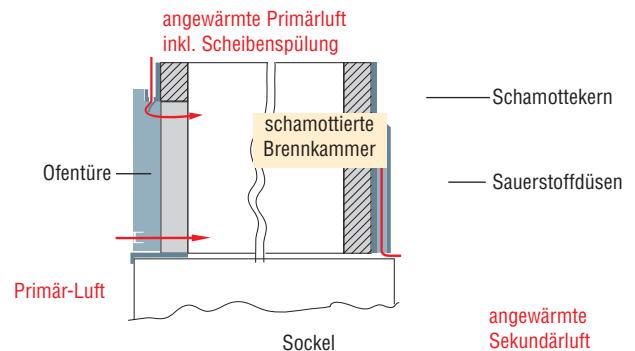 angewärmte Primärluft
inkl. Scheibenspülung
Schamottekern
schamottierte
Brennkammer
Ofentüre
Sauerstoffdüsen
Primär-Luft
angewärmte
Sekundärluft
Sockel